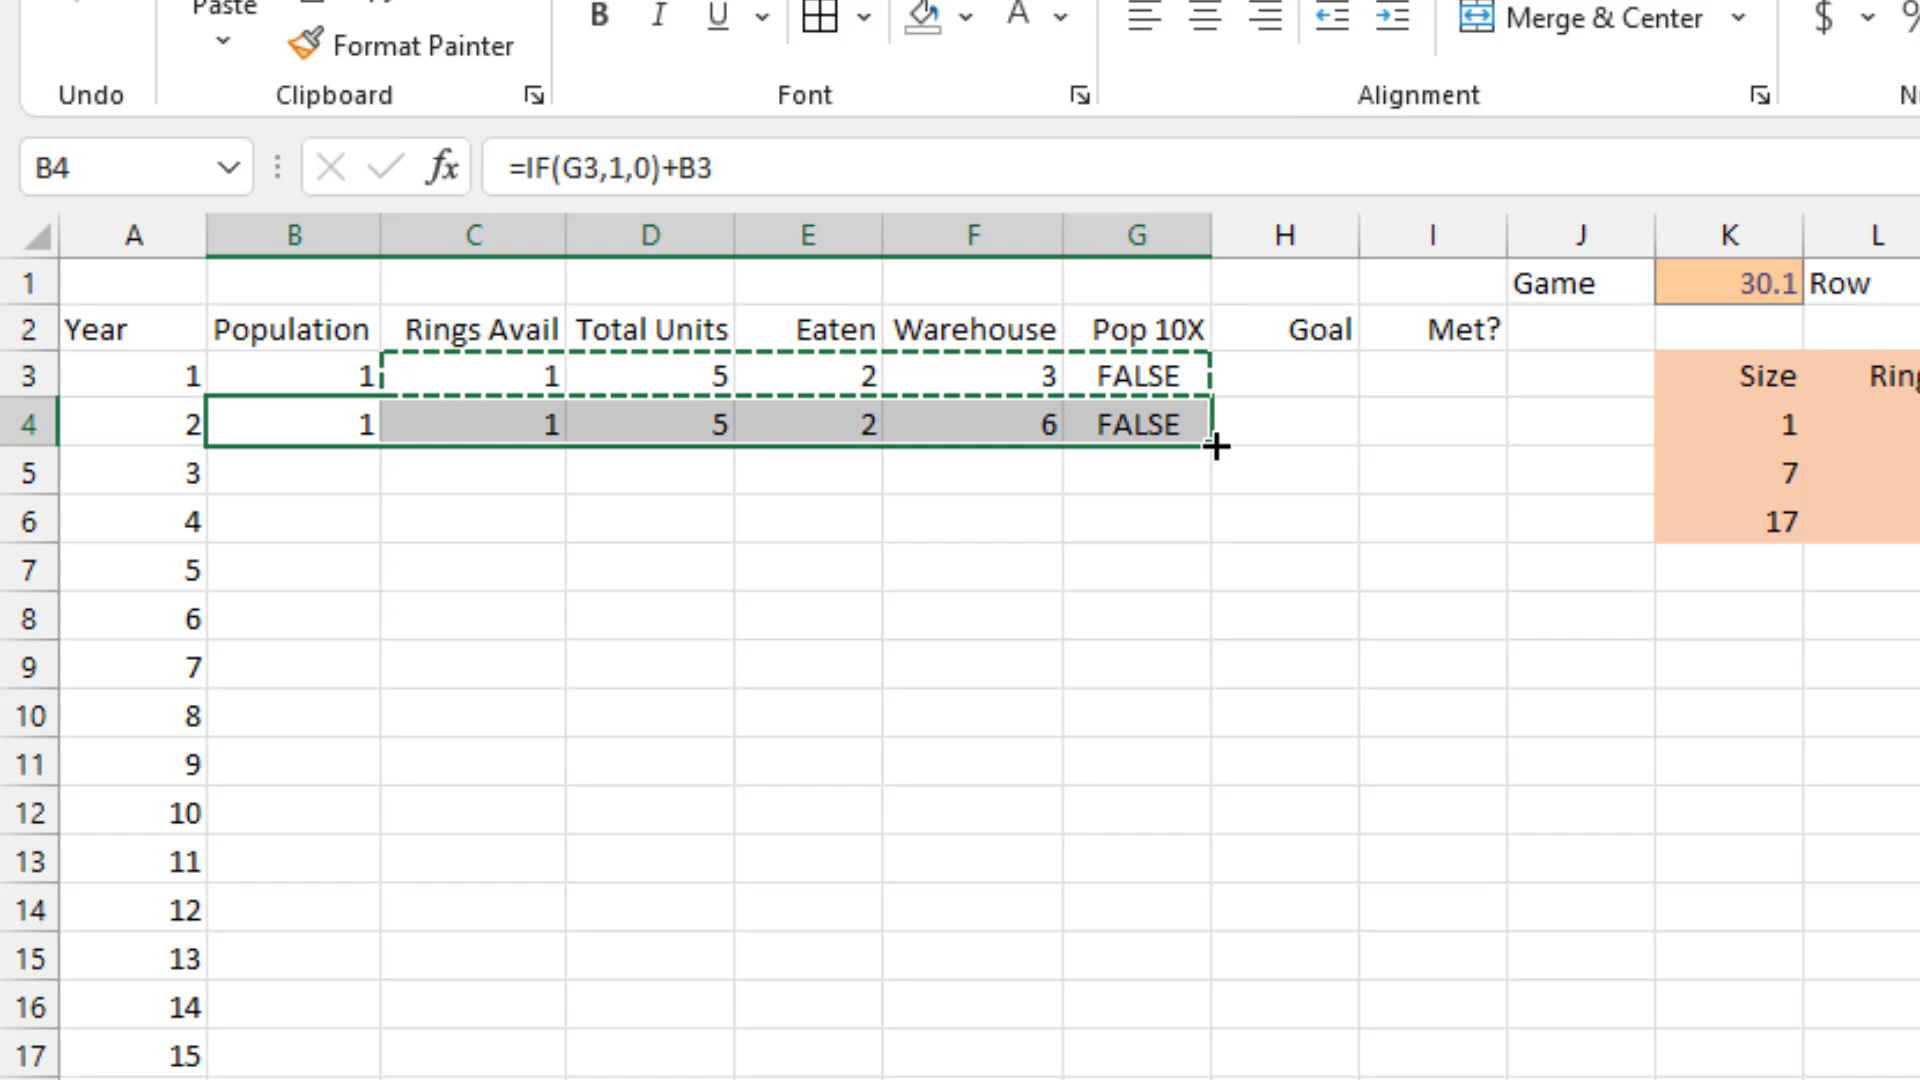 Paste
Format Painter
B I U A Merge & Center $ %
Undo Clipboard Font Alignment
B4 fx =IF(G3,1,0)+B3
A B C D E F G H I J K L
1 Game 30.1 Row
2 Year Population Rings Avail Total Units Eaten Warehouse Pop 10X Goal Met?
3 1 1 1 5 2 3 FALSE Size Ring
4 2 1 1 5 2 6 FALSE 1
5 3 7
6 4 17
7 5
8 6
9 7
10 8
11 9
12 10
13 11
14 12
15 13
16 14
17 15